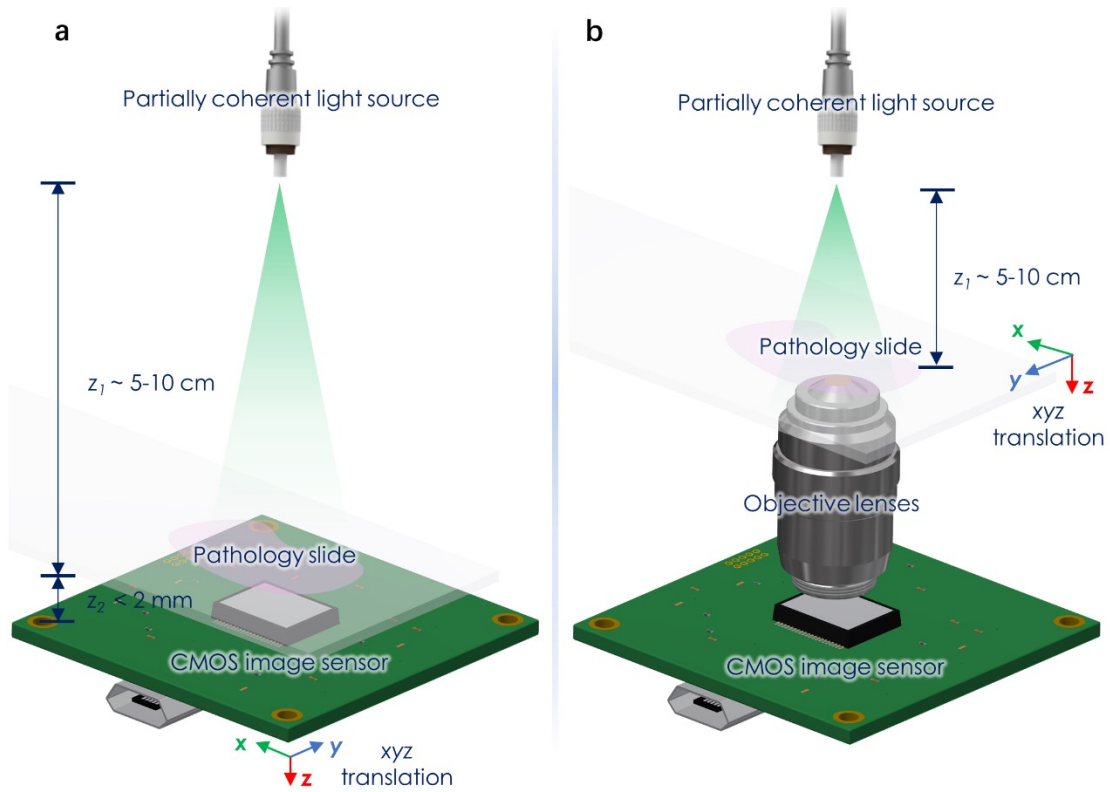 a
Partially coherent light source
z₁ ~ 5-10 cm
Pathology slide
z₂ < 2 mm
CMOS image sensor
x
y
z
xyz
translation
b
Partially coherent light source
z₁ ~ 5-10 cm
Pathology slide
x
y
z
xyz
translation
Objective lenses
CMOS image sensor